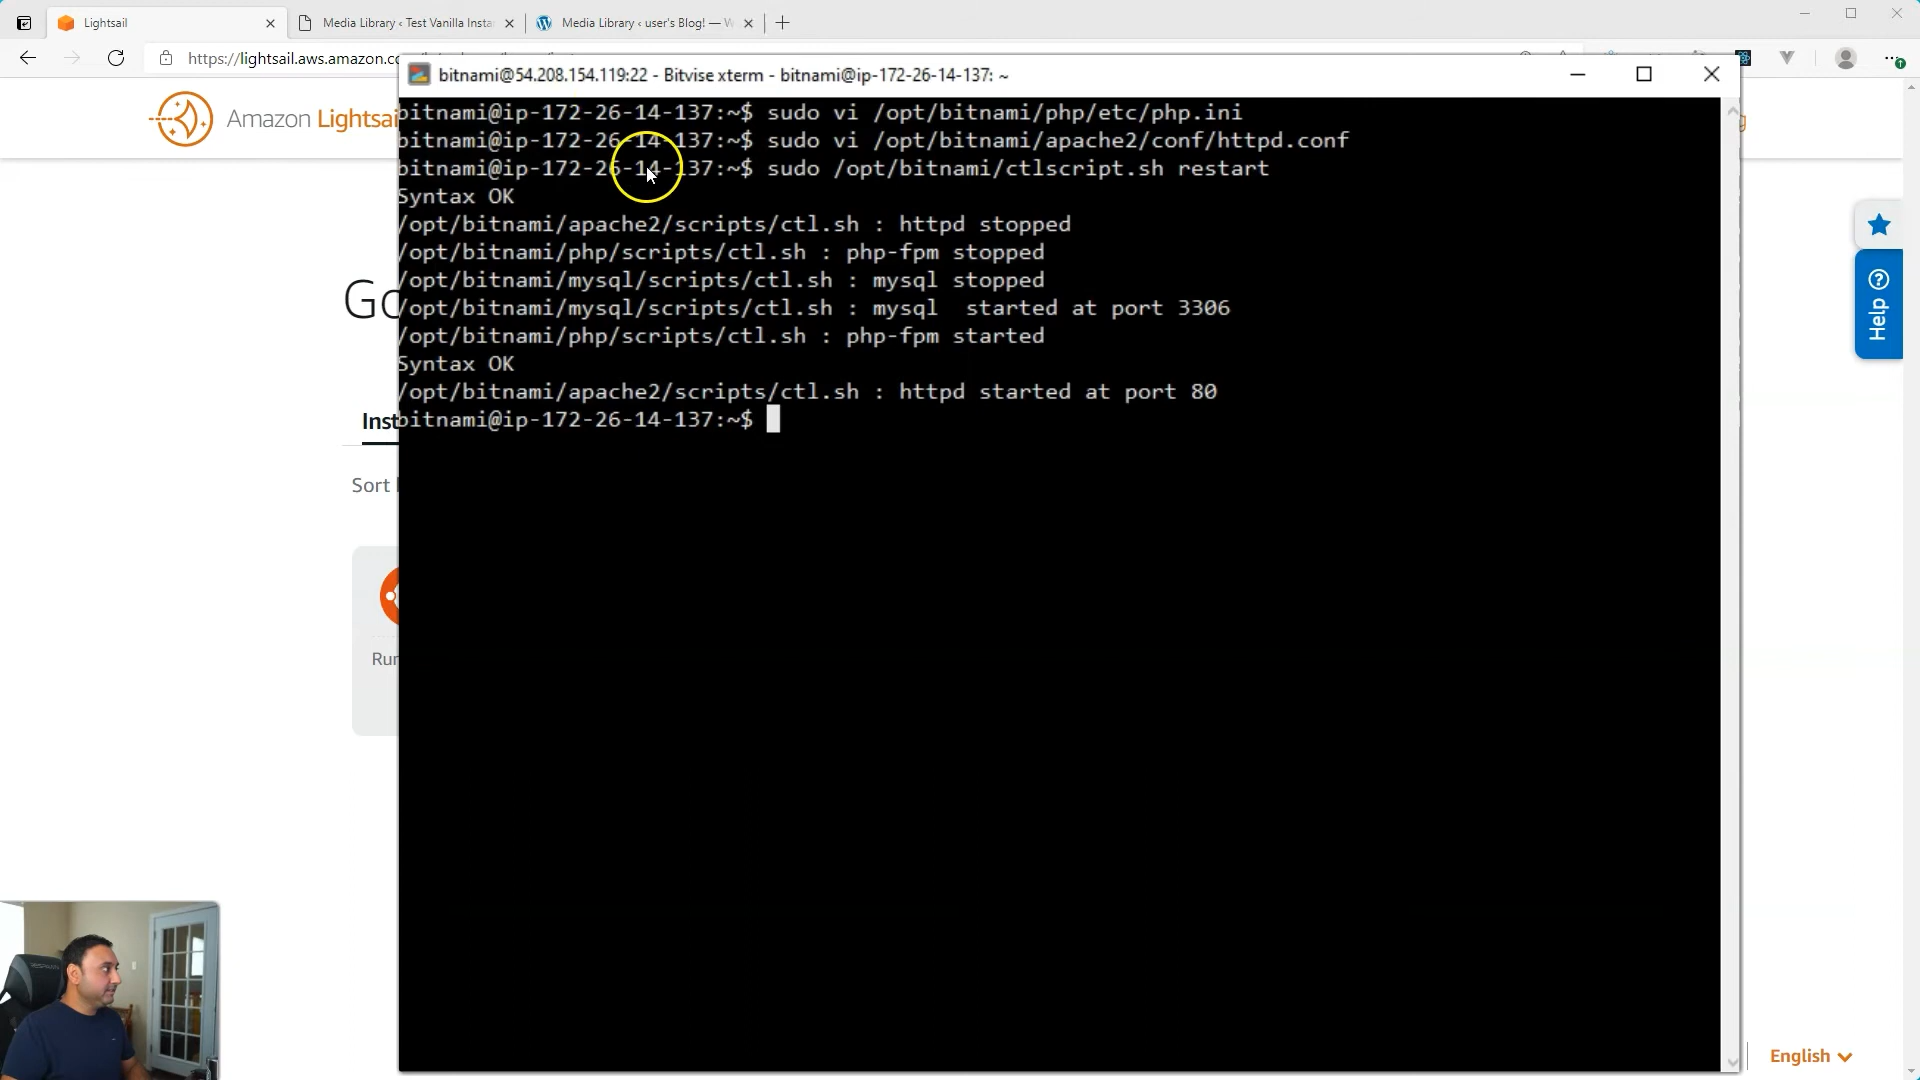 Lightsail
Media Library ‹ Test Vanilla Insta
Media Library ‹ user's Blog! — W
https://lightsail.aws.amazon.co
bitnami@54.208.154.119:22 - Bitvise xterm - bitnami@ip-172-26-14-137: ~
Amazon Lightsai
bitnami@ip-172-26-14-137:~$ sudo vi /opt/bitnami/php/etc/php.ini
bitnami@ip-172-26-14-137:~$ sudo vi /opt/bitnami/apache2/conf/httpd.conf
bitnami@ip-172-26-14-137:~$ sudo /opt/bitnami/ctlscript.sh restart
Syntax OK
/opt/bitnami/apache2/scripts/ctl.sh : httpd stopped
/opt/bitnami/php/scripts/ctl.sh : php-fpm stopped
/opt/bitnami/mysql/scripts/ctl.sh : mysql stopped
/opt/bitnami/mysql/scripts/ctl.sh : mysql  started at port 3306
/opt/bitnami/php/scripts/ctl.sh : php-fpm started
Syntax OK
/opt/bitnami/apache2/scripts/ctl.sh : httpd started at port 80
bitnami@ip-172-26-14-137:~$
Go
Inst
Sort
Run
Help
English